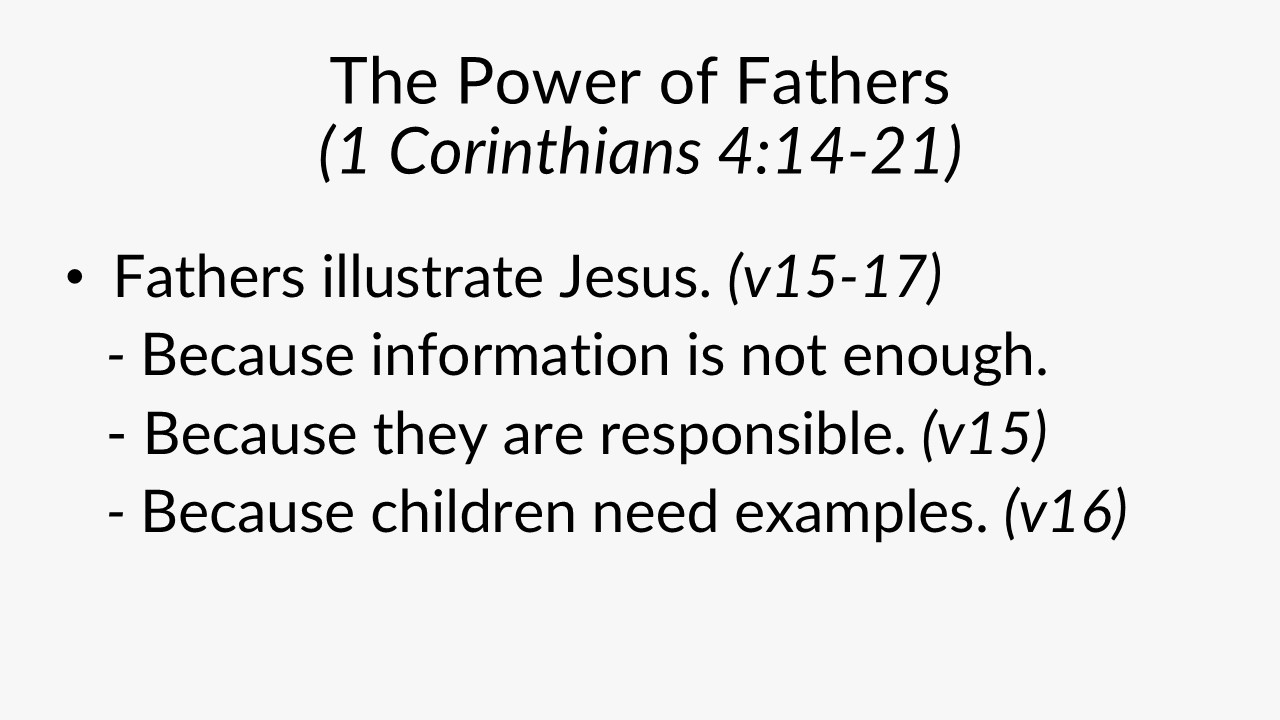 The Power of Fathers
(1 Corinthians 4:14-21)
• Fathers illustrate Jesus. (v15-17)
- Because information is not enough.
- Because they are responsible. (v15)
- Because children need examples. (v16)